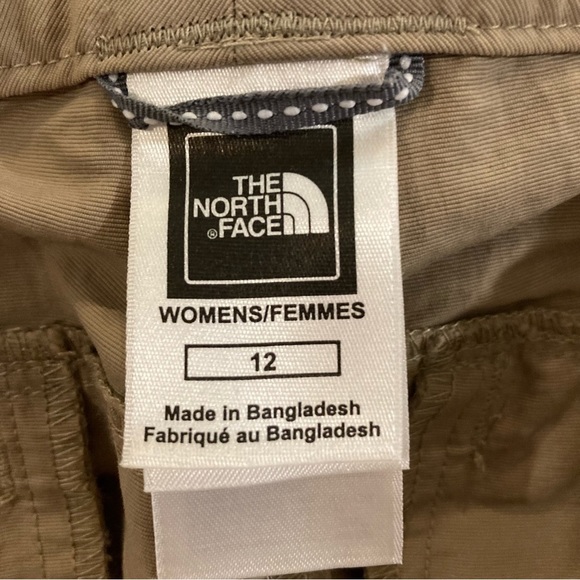 THE
NORTH
® FACE
WOMENS/FEMMES
12
Made in Bangladesh
Fabriqué au Bangladesh